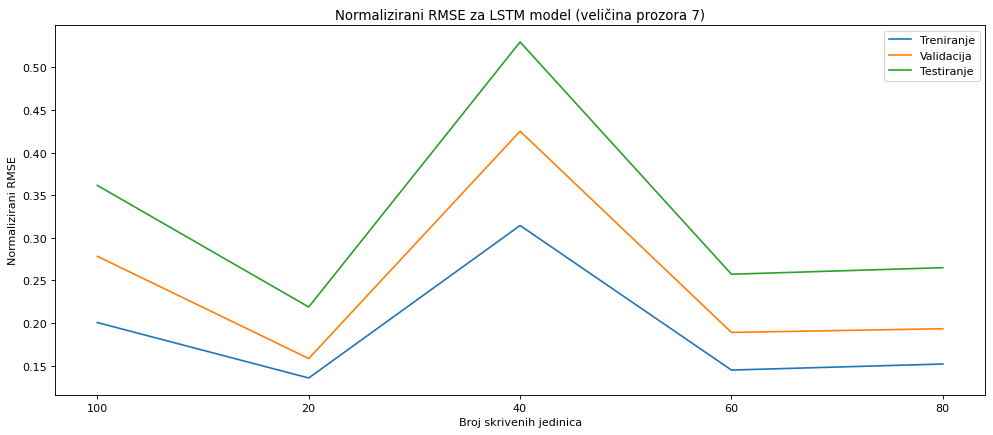 Normalizirani RMSE za LSTM model (veličina prozora 7)
Treniranje
Validacija
Testiranje
Normalizirani RMSE
0.50
0.45
0.40
0.35
0.30
0.25
0.20
0.15
100 20 40 60 80
Broj skrivenih jedinica